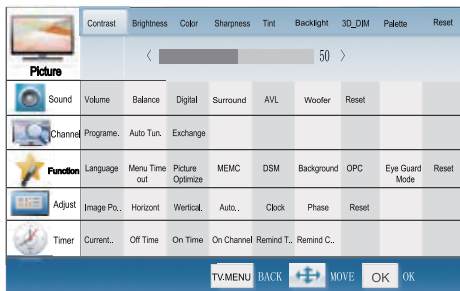 Contrast Brightness Color Sharpness Tint Backlight 3D_DIM Palette Reset
〈 50 〉
Picture
Sound Volume Balance Digital Surround AVL Woofer Reset
Channel Programe. Auto Tun. Exchange
Function Language Menu Time out Picture Optimize MEMC DSM Background OPC Eye Guard Mode Reset
Adjust Image Po.. Horizont Wertical. Auto.. Clock Phase Reset
Timer Current.. Off Time On Time On Channel Remind T.. Remind C..
TV.MENU BACK MOVE OK OK